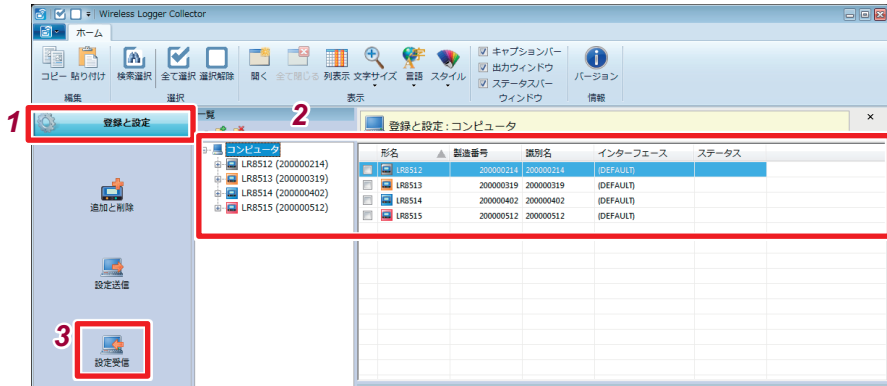 Wireless Logger Collector
ホーム
コピー 貼り付け 検索選択 全て選択 選択解除 開く 全て閉じる 列表示 文字サイズ 言語 スタイル
キャプションバー
出力ウィンドウ
ステータスバー
バージョン
編集 選択 表示 ウィンドウ 情報
1 登録と設定
一覧
2
登録と設定 : コンピュータ
×
コンピュータ
LR8512 (200000214)
LR8513 (200000319)
LR8514 (200000402)
LR8515 (200000512)
形名 製造番号 識別名 インターフェース ステータス
LR8512 200000214 200000214 (DEFAULT)
LR8513 200000319 200000319 (DEFAULT)
LR8514 200000402 200000402 (DEFAULT)
LR8515 200000512 200000512 (DEFAULT)
追加と削除
設定送信
3
設定受信